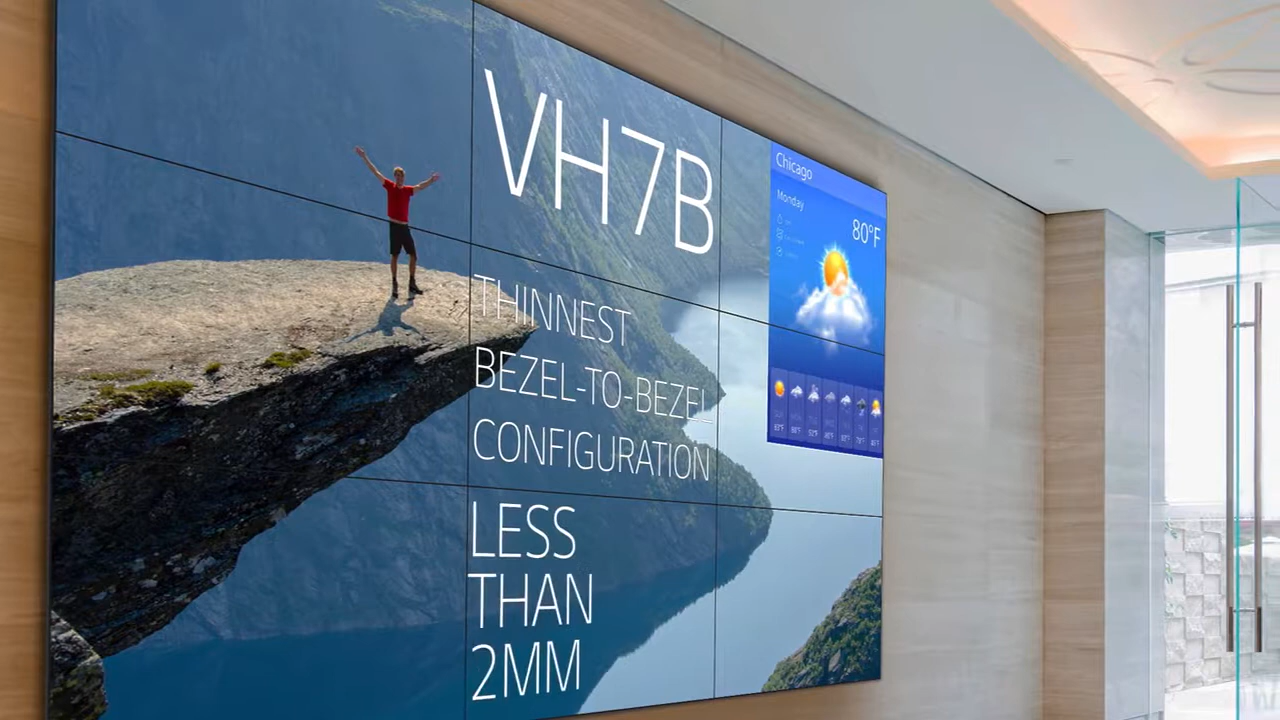 VH7B
THINNEST
BEZEL-TO-BEZEL
CONFIGURATION
LESS
THAN
2MM
Chicago
Monday
80°F